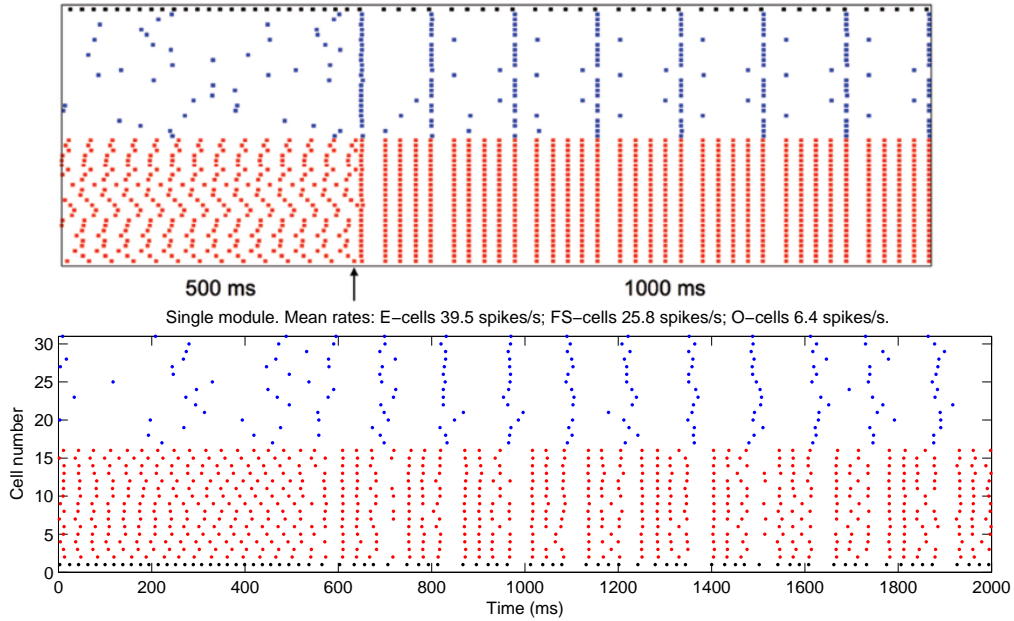 500 ms 1000 ms
Single module. Mean rates: E−cells 39.5 spikes/s; FS−cells 25.8 spikes/s; O−cells 6.4 spikes/s.
30
25
20
15
10
5
0
Cell number
0 200 400 600 800 1000 1200 1400 1600 1800 2000
Time (ms)